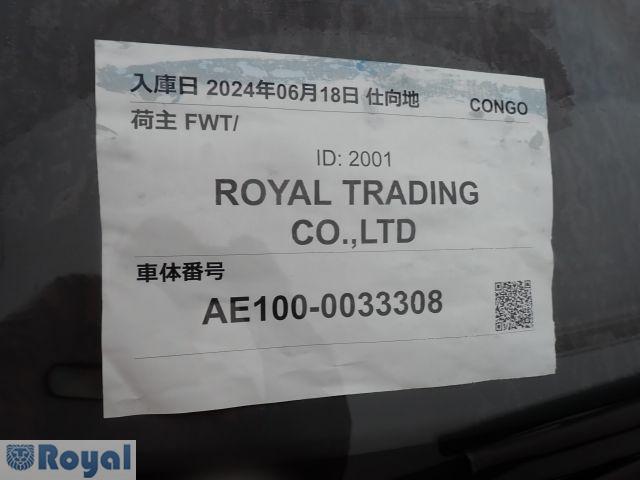 入庫日 2024年06月18日 仕向地 CONGO
荷主 FWT/
ID: 2001
ROYAL TRADING
CO.,LTD
車体番号
AE100-0033308
Royal